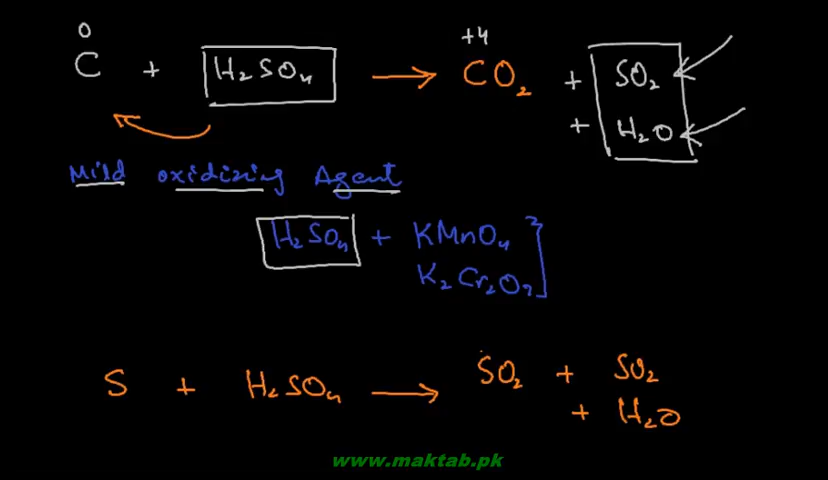 0 +4
C + H₂SO₄ → CO₂ + SO₂
+ H₂O
Mild oxidizing Agent
H₂SO₄ + KMnO₄
K₂Cr₂O₇
S + H₂SO₄ → SO₂ + SO₂
+ H₂O
www.maktab.pk